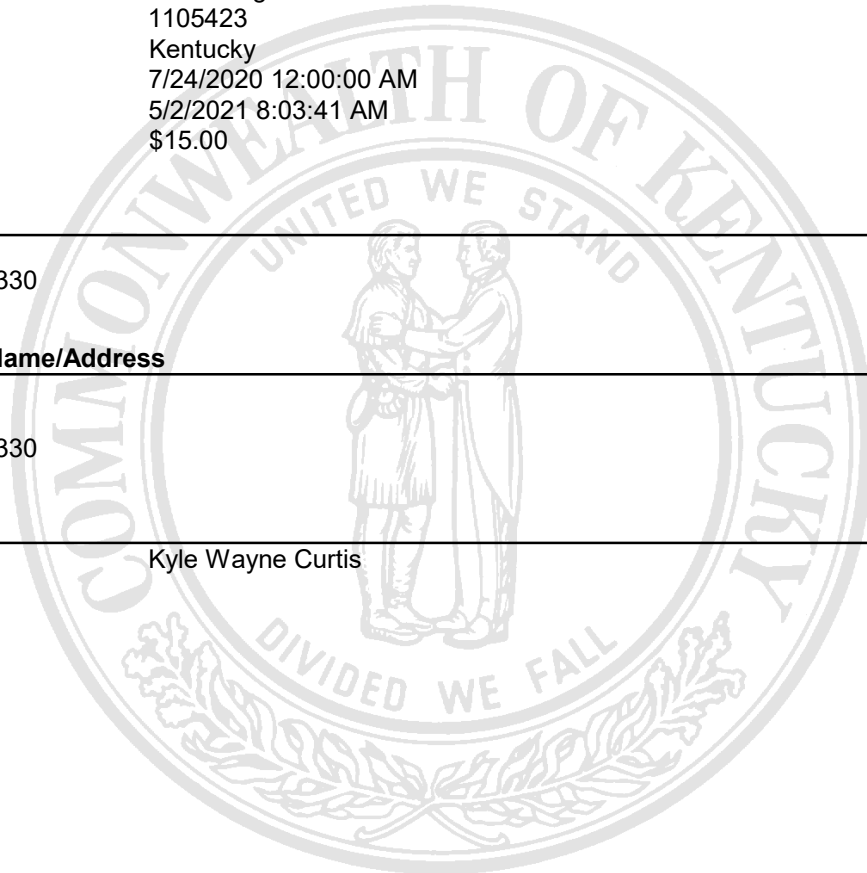 1105423
Kentucky
7/24/2020 12:00:00 AM
5/2/2021 8:03:41 AM
$15.00
330
Name/Address
330
Kyle Wayne Curtis
COMMONWEALTH OF KENTUCKY
UNITED WE STAND
DIVIDED WE FALL